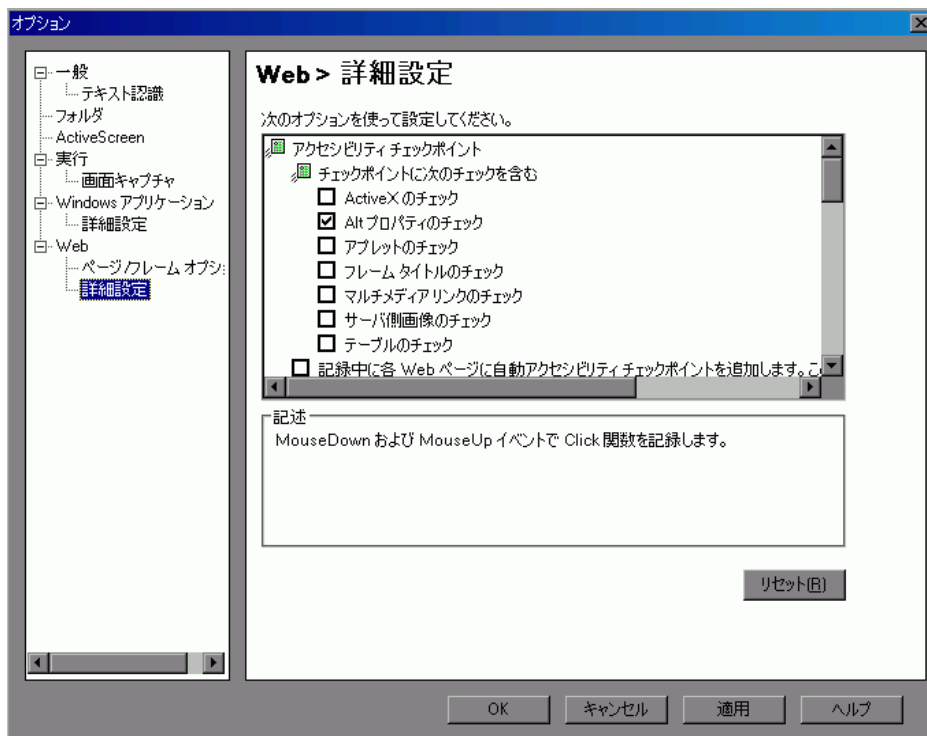 オプション
一般
テキスト認識
フォルダ
ActiveScreen
実行
画面キャプチャ
Windows アプリケーション
詳細設定
Web
ページ/フレーム オプシ
詳細設定
Web > 詳細設定
次のオプションを使って設定してください。
アクセシビリティ チェックポイント
チェックポイントに次のチェックを含む
ActiveX のチェック
Alt プロパティのチェック
アプレットのチェック
フレーム タイトルのチェック
マルチメディア リンクのチェック
サーバ側画像のチェック
テーブルのチェック
記録中に各 Web ページに自動アクセシビリティ チェックポイントを追加します。こ
記述
MouseDown および MouseUp イベントで Click 関数を記録します。
リセット(R)
OK
キャンセル
適用
ヘルプ